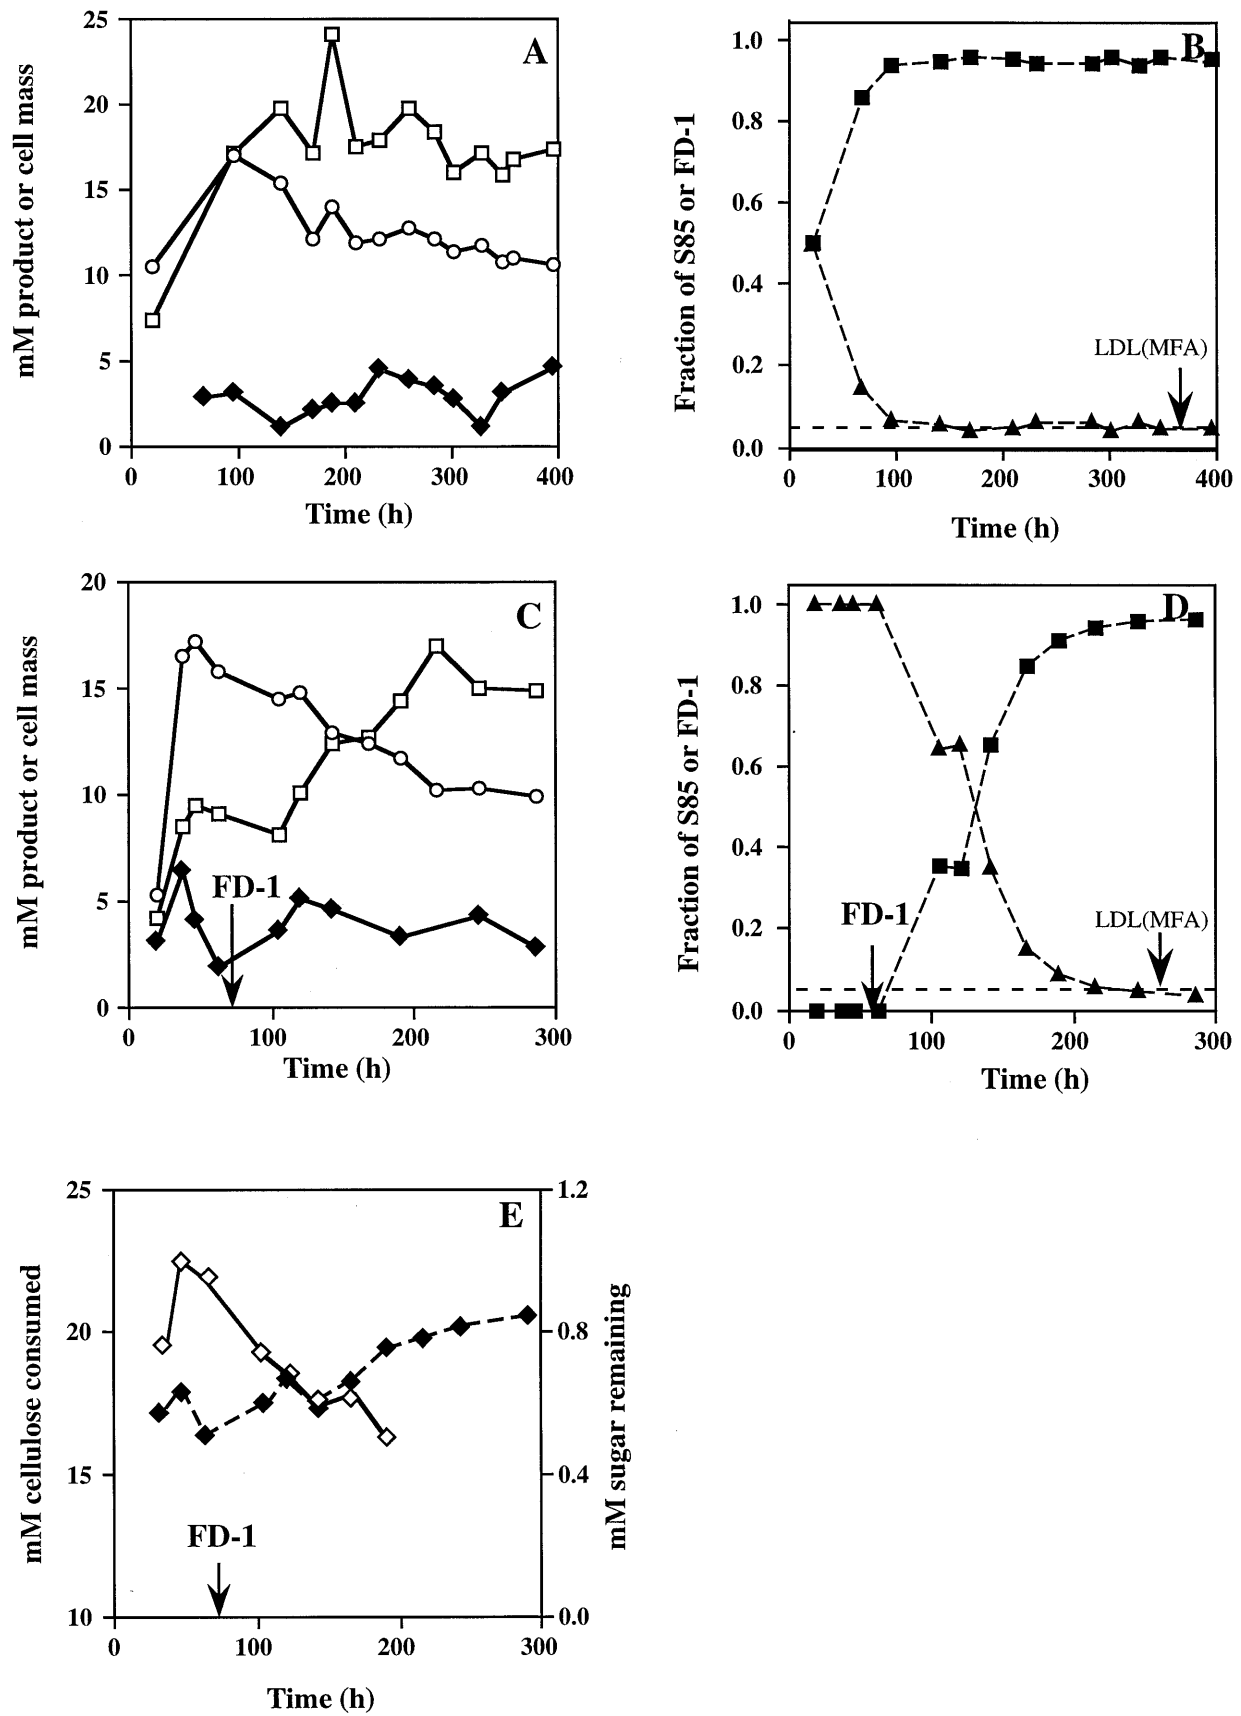 A
mM product or cell mass
25
20
15
10
5
0
0 100 200 300 400
Time (h)
B
Fraction of S85 or FD-1
1.0
0.8
0.6
0.4
0.2
0.0
LDL(MFA)
0 100 200 300 400
Time (h)
C
mM product or cell mass
20
15
10
5
0
FD-1
0 100 200 300
Time (h)
D
Fraction of S85 or FD-1
1.0
0.8
0.6
0.4
0.2
0.0
FD-1
LDL(MFA)
0 100 200 300
Time (h)
E
mM cellulose consumed
25
20
15
10
1.2
0.8
0.4
0.0
mM sugar remaining
FD-1
0 100 200 300
Time (h)